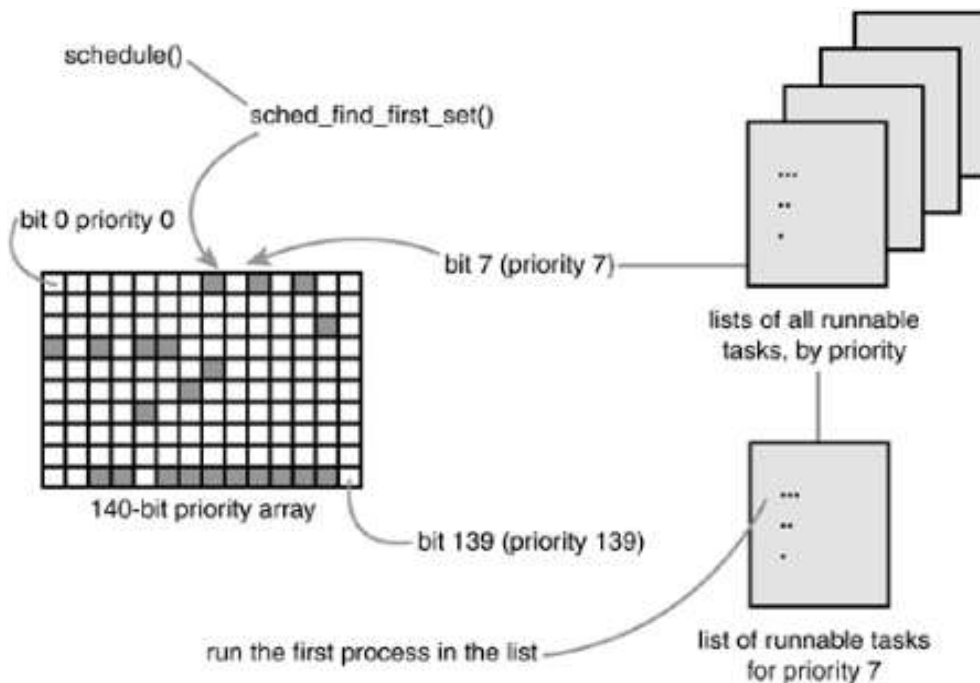 schedule()
sched_find_first_set()
bit 0 priority 0
bit 7 (priority 7)
lists of all runnable
tasks, by priority
140-bit priority array
bit 139 (priority 139)
run the first process in the list
list of runnable tasks
for priority 7